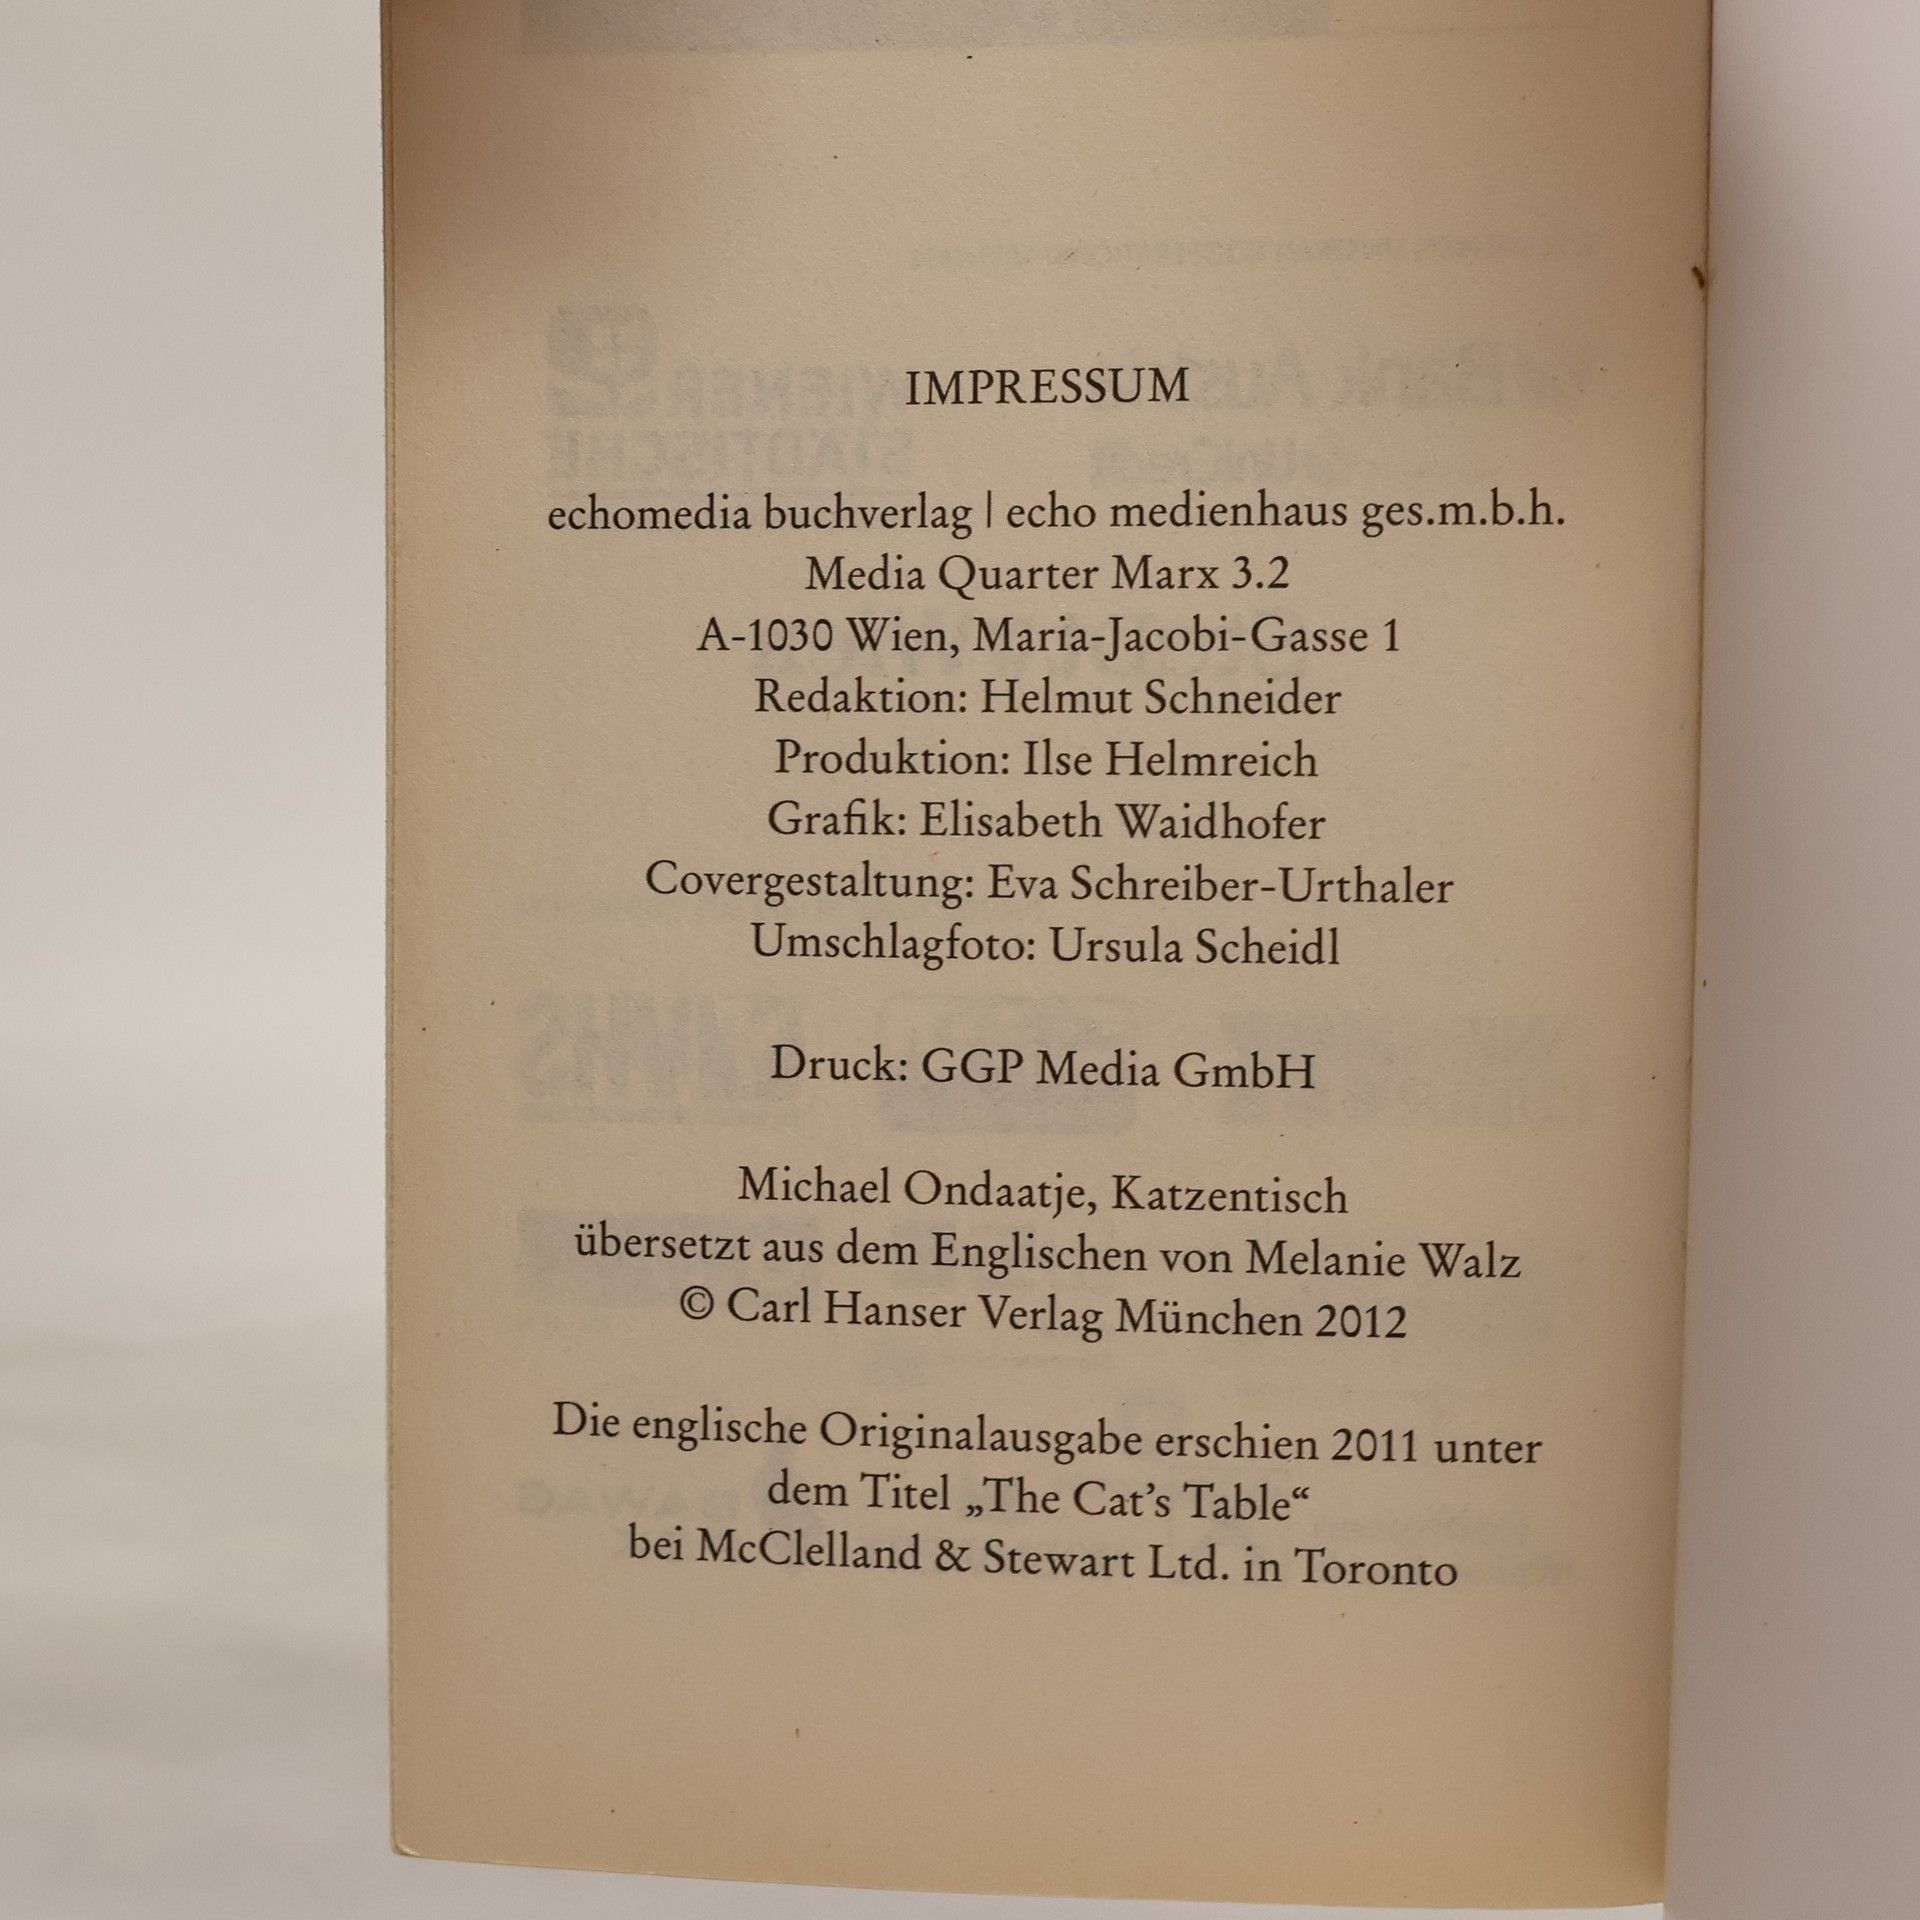 IMPRESSUM
echomedia buchverlag | echo medienhaus ges.m.b.h.
Media Quarter Marx 3.2
A-1030 Wien, Maria-Jacobi-Gasse 1
Redaktion: Helmut Schneider
Produktion: Ilse Helmreich
Grafik: Elisabeth Waidhofer
Covergestaltung: Eva Schreiber-Urthaler
Umschlagfoto: Ursula Scheidl
Druck: GGP Media GmbH
Michael Ondaatje, Katzentisch
übersetzt aus dem Englischen von Melanie Walz
© Carl Hanser Verlag München 2012
Die englische Originalausgabe erschien 2011 unter
dem Titel „The Cat’s Table“
bei McClelland & Stewart Ltd. in Toronto